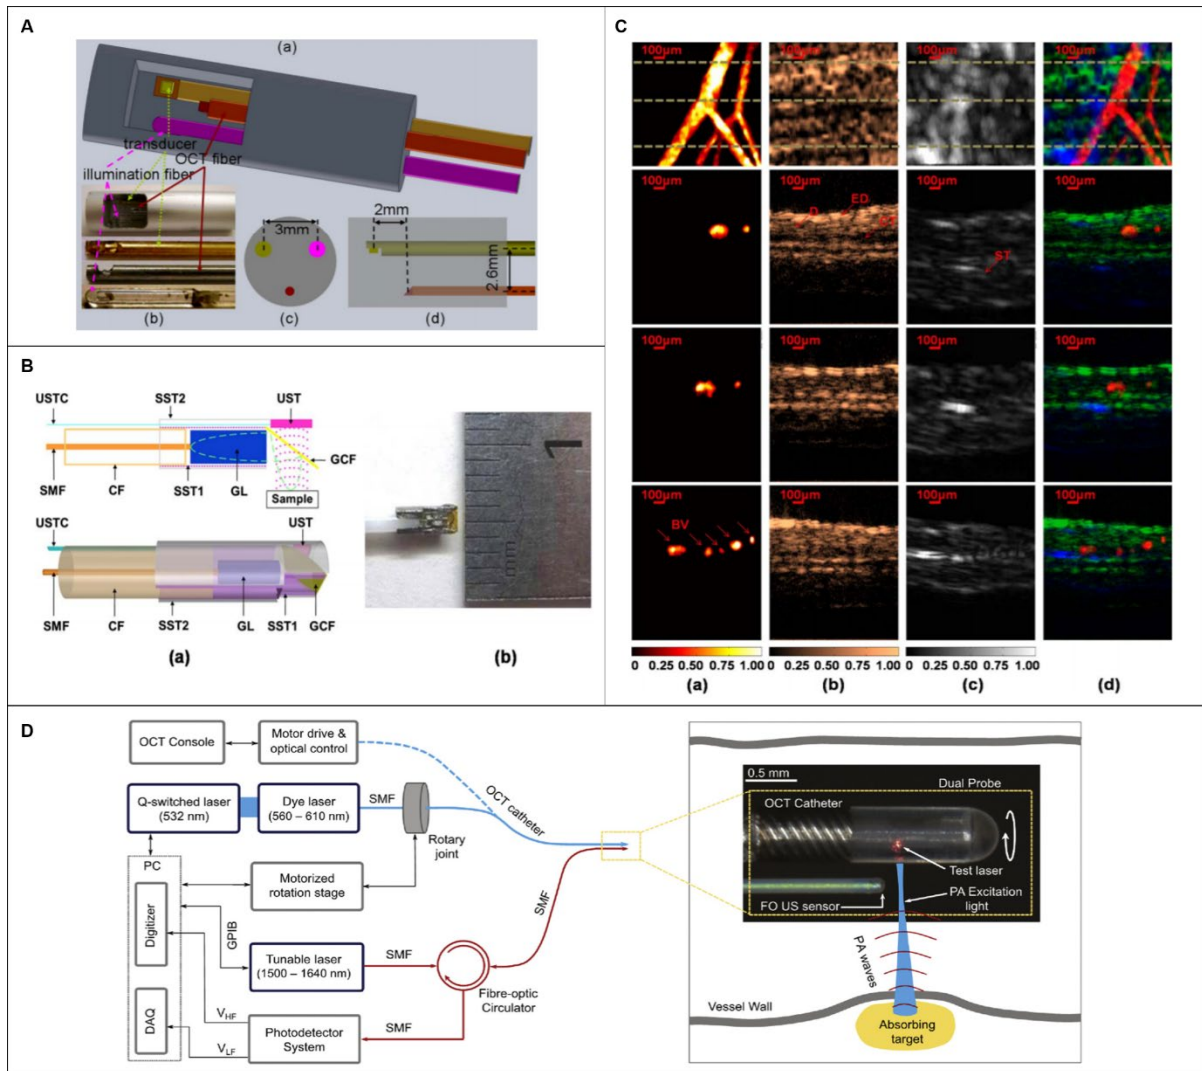 A
(a)
transducer
OCT fiber
illumination fiber
2mm
3mm
2.6mm
(b)
(c)
(d)
B
USTC
SST2
UST
GCF
SMF
CF
SST1
GL
Sample
USTC
UST
SMF
CF
SST2
GL
SST1
GCF
1
mm
(a)
(b)
C
100μm
100μm
100μm
100μm
100μm
100μm
100μm
100μm
D
ED
ST
100μm
100μm
100μm
100μm
100μm
100μm
100μm
100μm
BV
0 0.25 0.50 0.75 1.00
0 0.25 0.50 0.75 1.00
0 0.25 0.50 0.75 1.00
(a)
(b)
(c)
(d)
D
OCT Console
Motor drive &
optical control
Q-switched laser
(532 nm)
Dye laser
(560 – 610 nm)
SMF
OCT catheter
Rotary
joint
PC
Motorized
rotation stage
Digitizer
GPIB
SMF
Tunable laser
(1500 – 1640 nm)
SMF
Fibre-optic
Circulator
DAQ
VHF
VLF
Photodetector
System
SMF
0.5 mm
Dual Probe
OCT Catheter
Test laser
FO US sensor
PA Excitation
light
PA waves
Vessel Wall
Absorbing
target